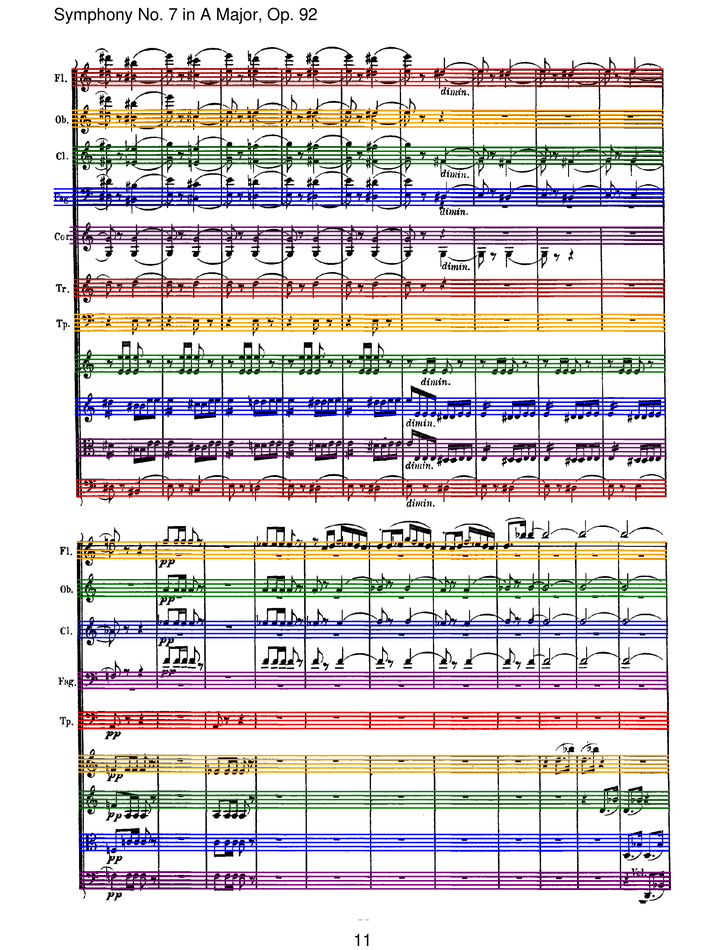 Symphony No. 7 in A Major, Op. 92
Fl.
dimin.
Ob.
Cl.
dimin.
Fag.
dimin.
Cor.
dimin.
Tr.
Tp.
dimin.
dimin.
dimin.
dimin.
Fl.
pp
Ob.
pp
Cl.
pp
pp
Fag.
Tp.
pp
pp
pp
pp
Vcl.
pp
11